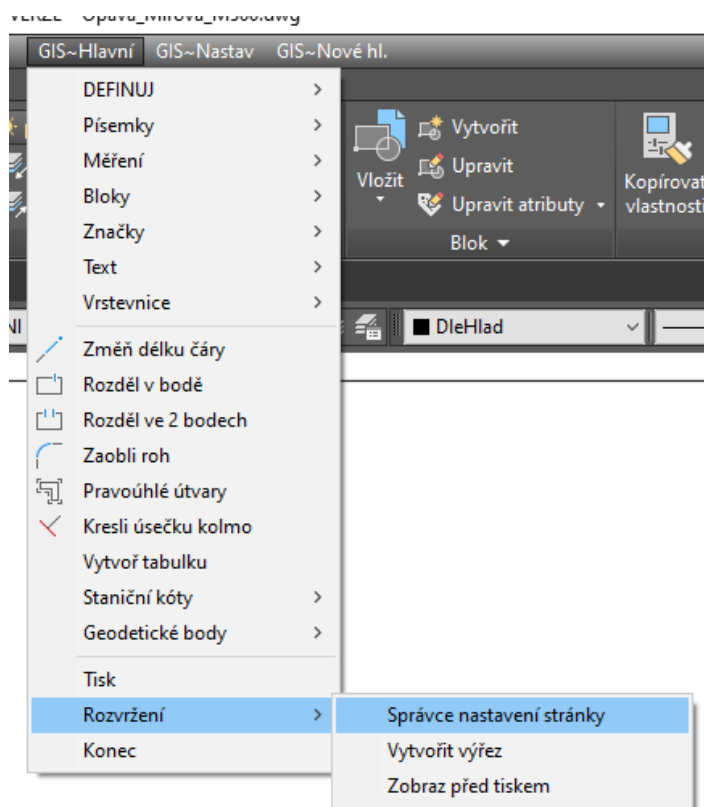 GIS~Hlavní GIS~Nastav GIS~Nové hl.
DEFINUJ
Písemky
Měření
Bloky
Značky
Text
Vrstevnice
Změň délku čáry
Rozděl v bodě
Rozděl ve 2 bodech
Zaobli roh
Pravoúhlé útvary
Kresli úsečku kolmo
Vytvoř tabulku
Staniční kóty
Geodetické body
Tisk
Rozvržení
Konec
Správce nastavení stránky
Vytvořit výřez
Zobraz před tiskem
Vložit
Vytvořit
Upravit
Upravit atributy
Blok
Kopírovat
vlastnosti
DleHlad